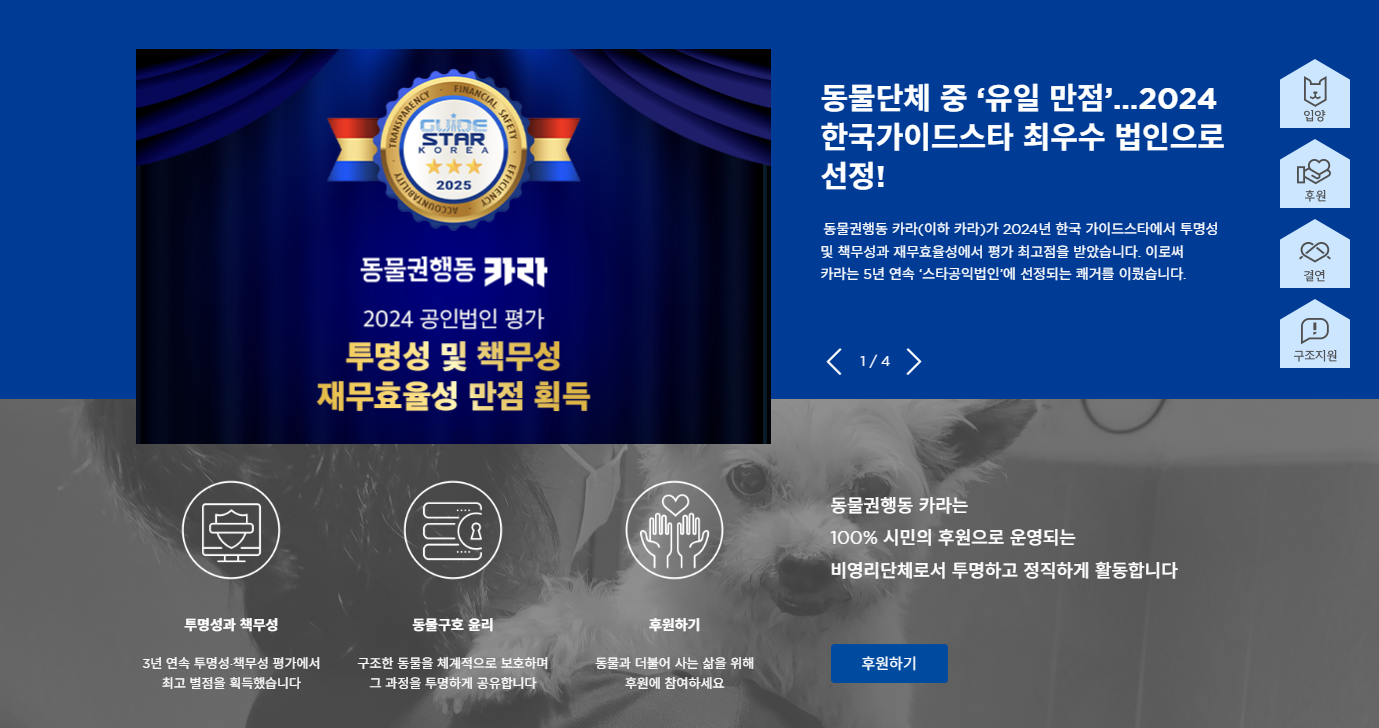 TRANSPARENCY · FINANCIAL SAFETY · EFFICIENCY · ACCOUNTABILITY ·
GUIDE
STAR
KOREA
2025
동물권행동 카라
2024 공인법인 평가
투명성 및 책무성
재무효율성 만점 획득
동물단체 중 ‘유일 만점’...2024
한국가이드스타 최우수 법인으로
선정!
동물권행동 카라(이하 카라)가 2024년 한국 가이드스타에서 투명성
및 책무성과 재무효율성에서 평가 최고점을 받았습니다. 이로써
카라는 5년 연속 ‘스타공익법인’에 선정되는 쾌거를 이뤘습니다.
1 / 4
입양
후원
결연
구조지원
투명성과 책무성
3년 연속 투명성·책무성 평가에서
최고 별점을 획득했습니다
동물구호 윤리
구조한 동물을 체계적으로 보호하며
그 과정을 투명하게 공유합니다
후원하기
동물과 더불어 사는 삶을 위해
후원에 참여하세요
동물권행동 카라는
100% 시민의 후원으로 운영되는
비영리단체로서 투명하고 정직하게 활동합니다
후원하기